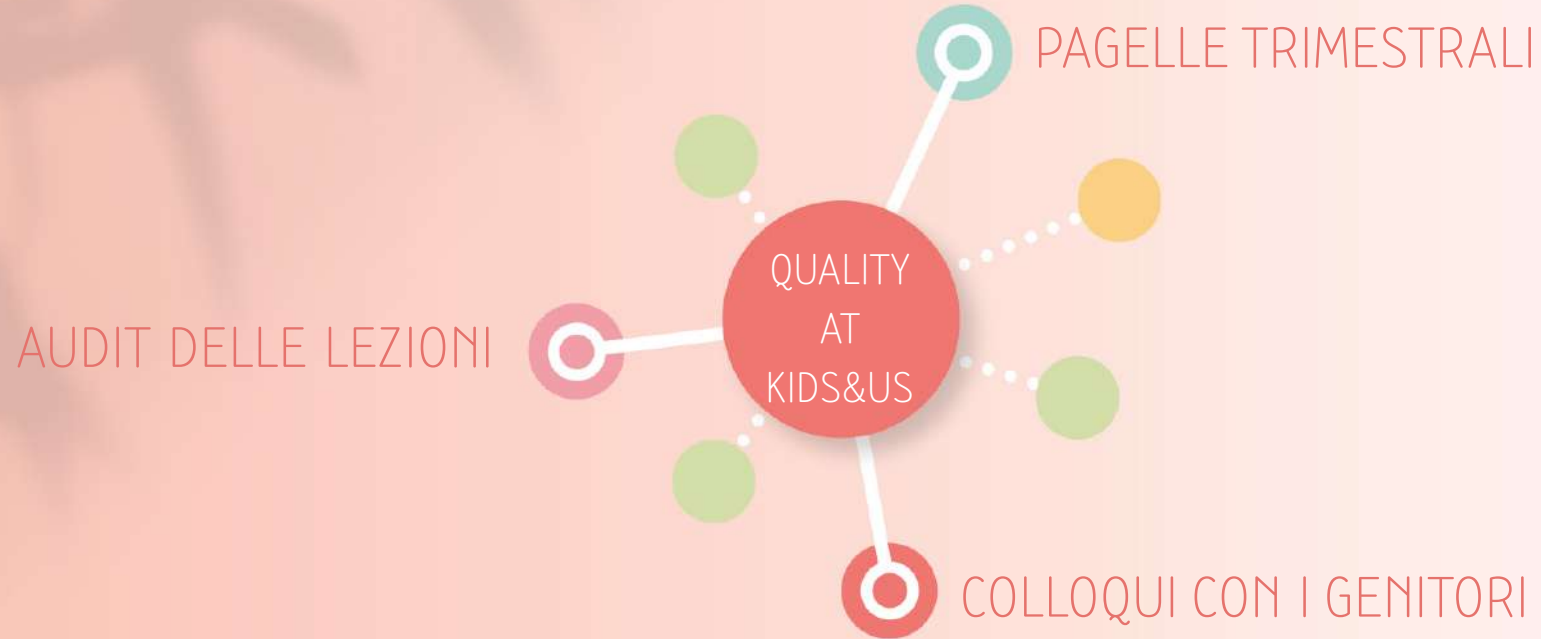 PAGELLE TRIMESTRALI
QUALITY
AT
KIDS&US
AUDIT DELLE LEZIONI
COLLOQUI CON I GENITORI